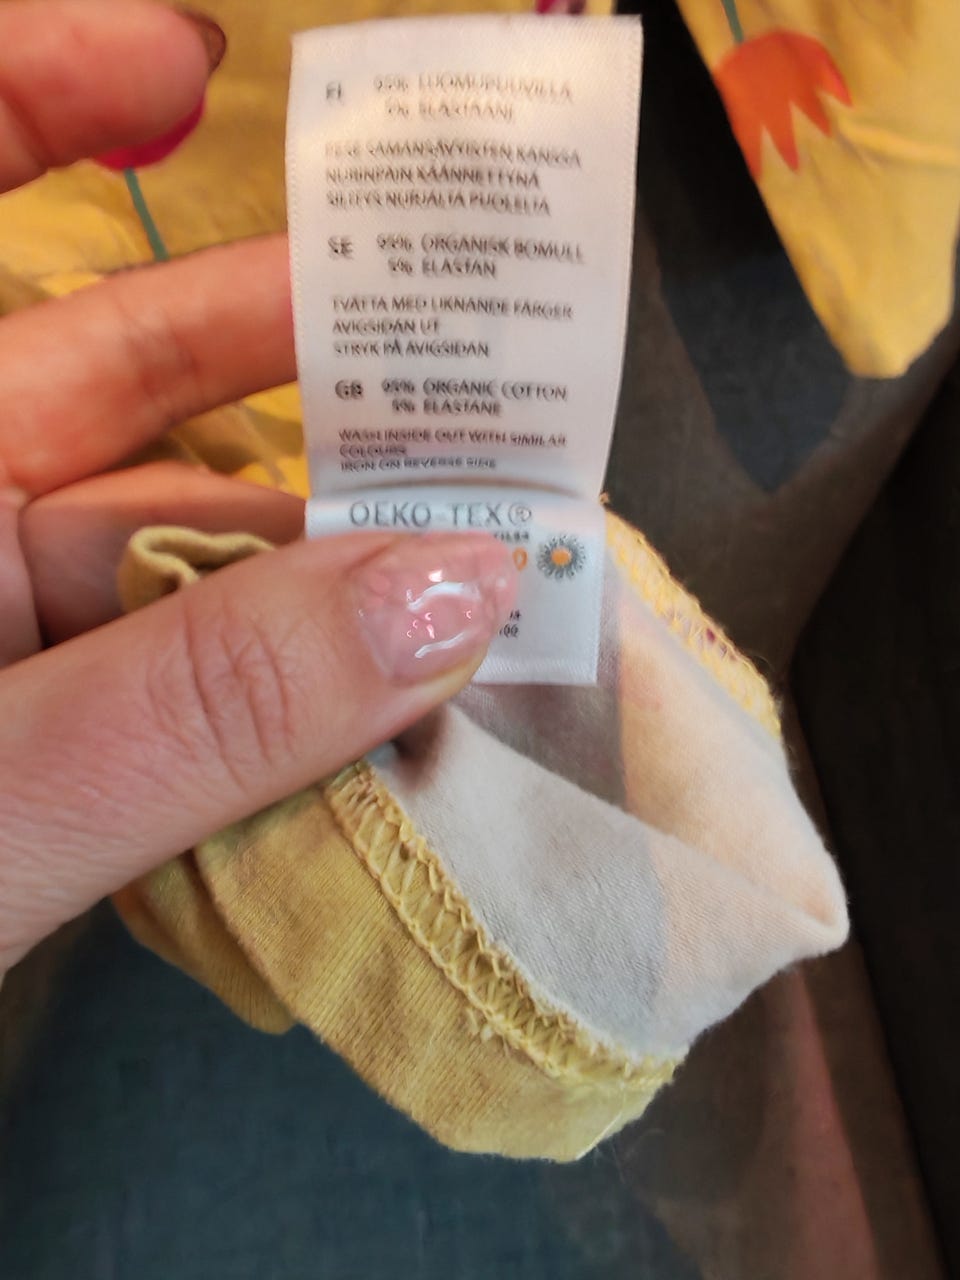 FI 95% LUOMUPUUVILLA
5% ELASTAANI
PESE SAMANSÄVYISTEN KANSSA
NURINPÄIN KÄÄNNETTYNÄ
SILITYS NURJALTA PUOLELTA
SE 95% ORGANISK BOMULL
5% ELASTAN
TVÄTTA MED LIKNANDE FÄRGER
AVIGSIDAN UT
STRYK PÅ AVIGSIDAN
GB 95% ORGANIC COTTON
5% ELASTANE
WASH INSIDE OUT WITH SIMILAR
COLOURS
IRON ON REVERSE SIDE
OEKO-TEX®